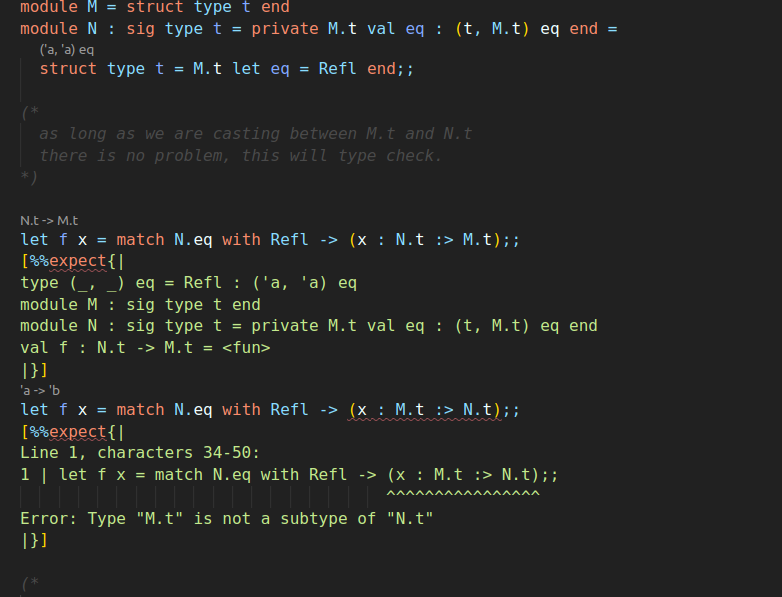 module M = struct type t end
module N : sig type t = private M.t val eq : (t, M.t) eq end =
('a, 'a) eq
struct type t = M.t let eq = Refl end;;
(*
as long as we are casting between M.t and N.t
there is no problem, this will type check.
*)
N.t -> M.t
let f x = match N.eq with Refl -> (x : N.t :> M.t);;
[%%expect{|
type (_, _) eq = Refl : ('a, 'a) eq
module M : sig type t end
module N : sig type t = private M.t val eq : (t, M.t) eq end
val f : N.t -> M.t = <fun>
|}]
'a -> 'b
let f x = match N.eq with Refl -> (x : M.t :> N.t);;
[%%expect{|
Line 1, characters 34-50:
1 | let f x = match N.eq with Refl -> (x : M.t :> N.t);;
^^^^^^^^^^^^^^^^
Error: Type "M.t" is not a subtype of "N.t"
|}]
(*